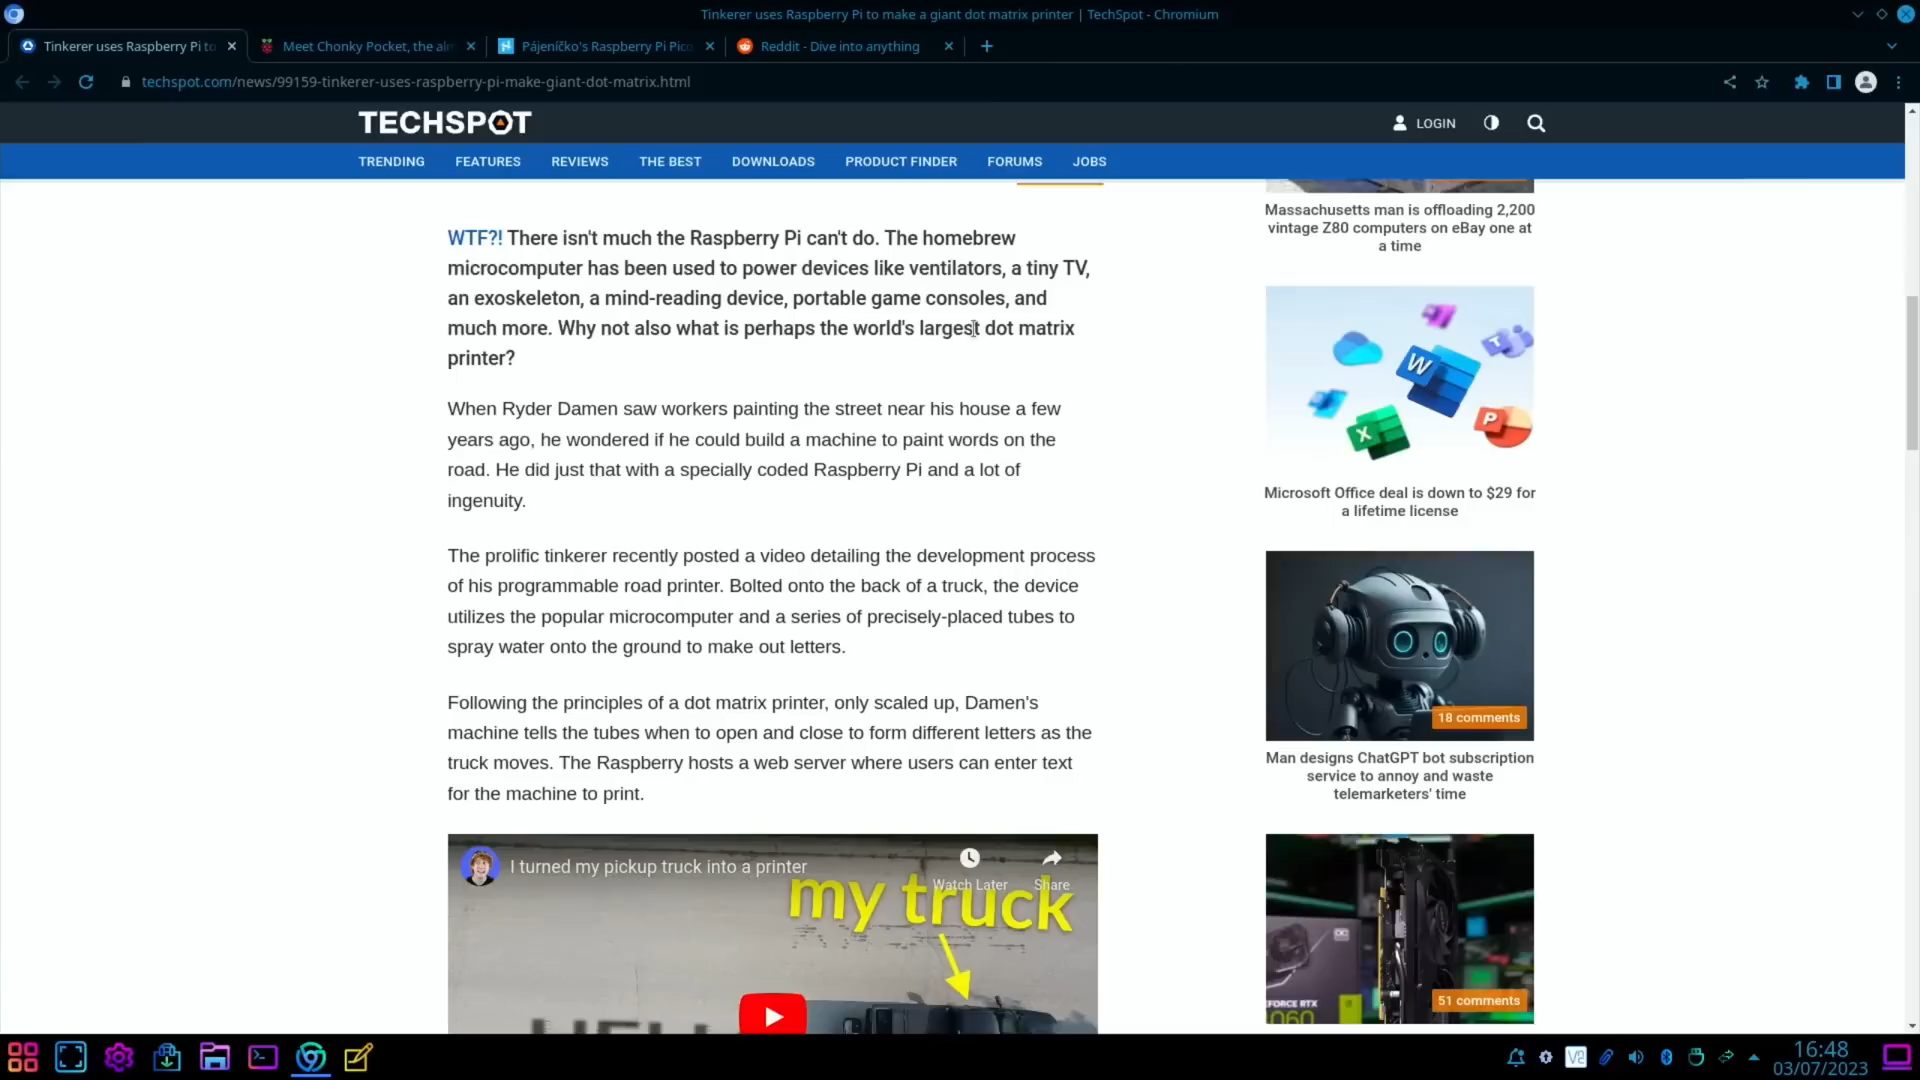 Tinkerer uses Raspberry Pi to make a giant dot matrix printer | TechSpot - Chromium
Tinkerer uses Raspberry Pi to
Meet Chonky Pocket, the alm
Pájeníčko's Raspberry Pi Pico
Reddit - Dive into anything
techspot.com/news/99159-tinkerer-uses-raspberry-pi-make-giant-dot-matrix.html
TECHSPOT
LOGIN
TRENDING FEATURES REVIEWS THE BEST DOWNLOADS PRODUCT FINDER FORUMS JOBS
WTF?! There isn't much the Raspberry Pi can't do. The homebrew
microcomputer has been used to power devices like ventilators, a tiny TV,
an exoskeleton, a mind-reading device, portable game consoles, and
much more. Why not also what is perhaps the world's largest dot matrix
printer?
When Ryder Damen saw workers painting the street near his house a few
years ago, he wondered if he could build a machine to paint words on the
road. He did just that with a specially coded Raspberry Pi and a lot of
ingenuity.
The prolific tinkerer recently posted a video detailing the development process
of his programmable road printer. Bolted onto the back of a truck, the device
utilizes the popular microcomputer and a series of precisely-placed tubes to
spray water onto the ground to make out letters.
Following the principles of a dot matrix printer, only scaled up, Damen's
machine tells the tubes when to open and close to form different letters as the
truck moves. The Raspberry hosts a web server where users can enter text
for the machine to print.
I turned my pickup truck into a printer
Watch Later
Share
my truck
Massachusetts man is offloading 2,200
vintage Z80 computers on eBay one at
a time
W
T
X
P
Microsoft Office deal is down to $29 for
a lifetime license
18 comments
Man designs ChatGPT bot subscription
service to annoy and waste
telemarketers' time
51 comments
16:48
03/07/2023